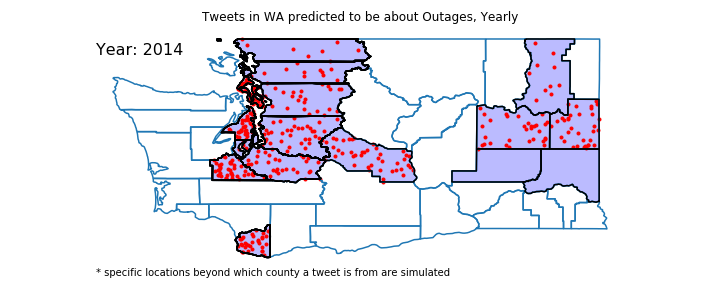 Tweets in WA predicted to be about Outages, Yearly
Year: 2014
* specific locations beyond which county a tweet is from are simulated